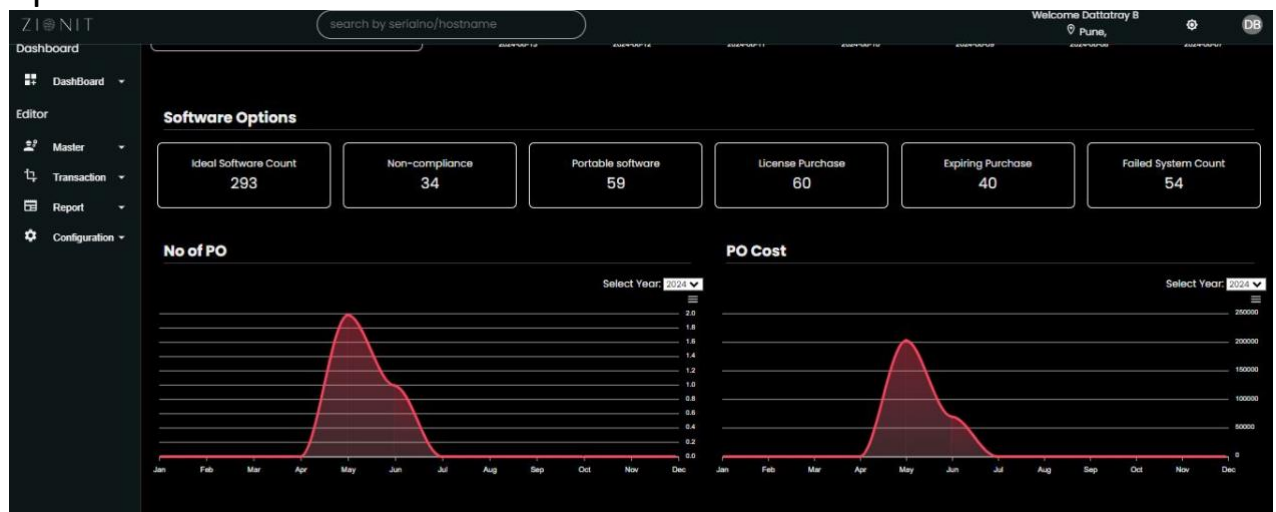 ZIONIT
search by serialno/hostname
Welcome Dattatray B
Pune,
DB
Dashboard
DashBoard
Editor
Master
Transaction
Report
Configuration
Software Options
Ideal Software Count
293
Non-compliance
34
Portable software
59
License Purchase
60
Expiring Purchase
40
Failed System Count
54
No of PO
Select Year: 2024
2.0
1.8
1.6
1.4
1.2
1.0
0.8
0.6
0.4
0.2
0.0
Jan Feb Mar Apr May Jun Jul Aug Sep Oct Nov Dec
PO Cost
Select Year: 2024
250000
200000
150000
100000
50000
0
Jan Feb Mar Apr May Jun Jul Aug Sep Oct Nov Dec